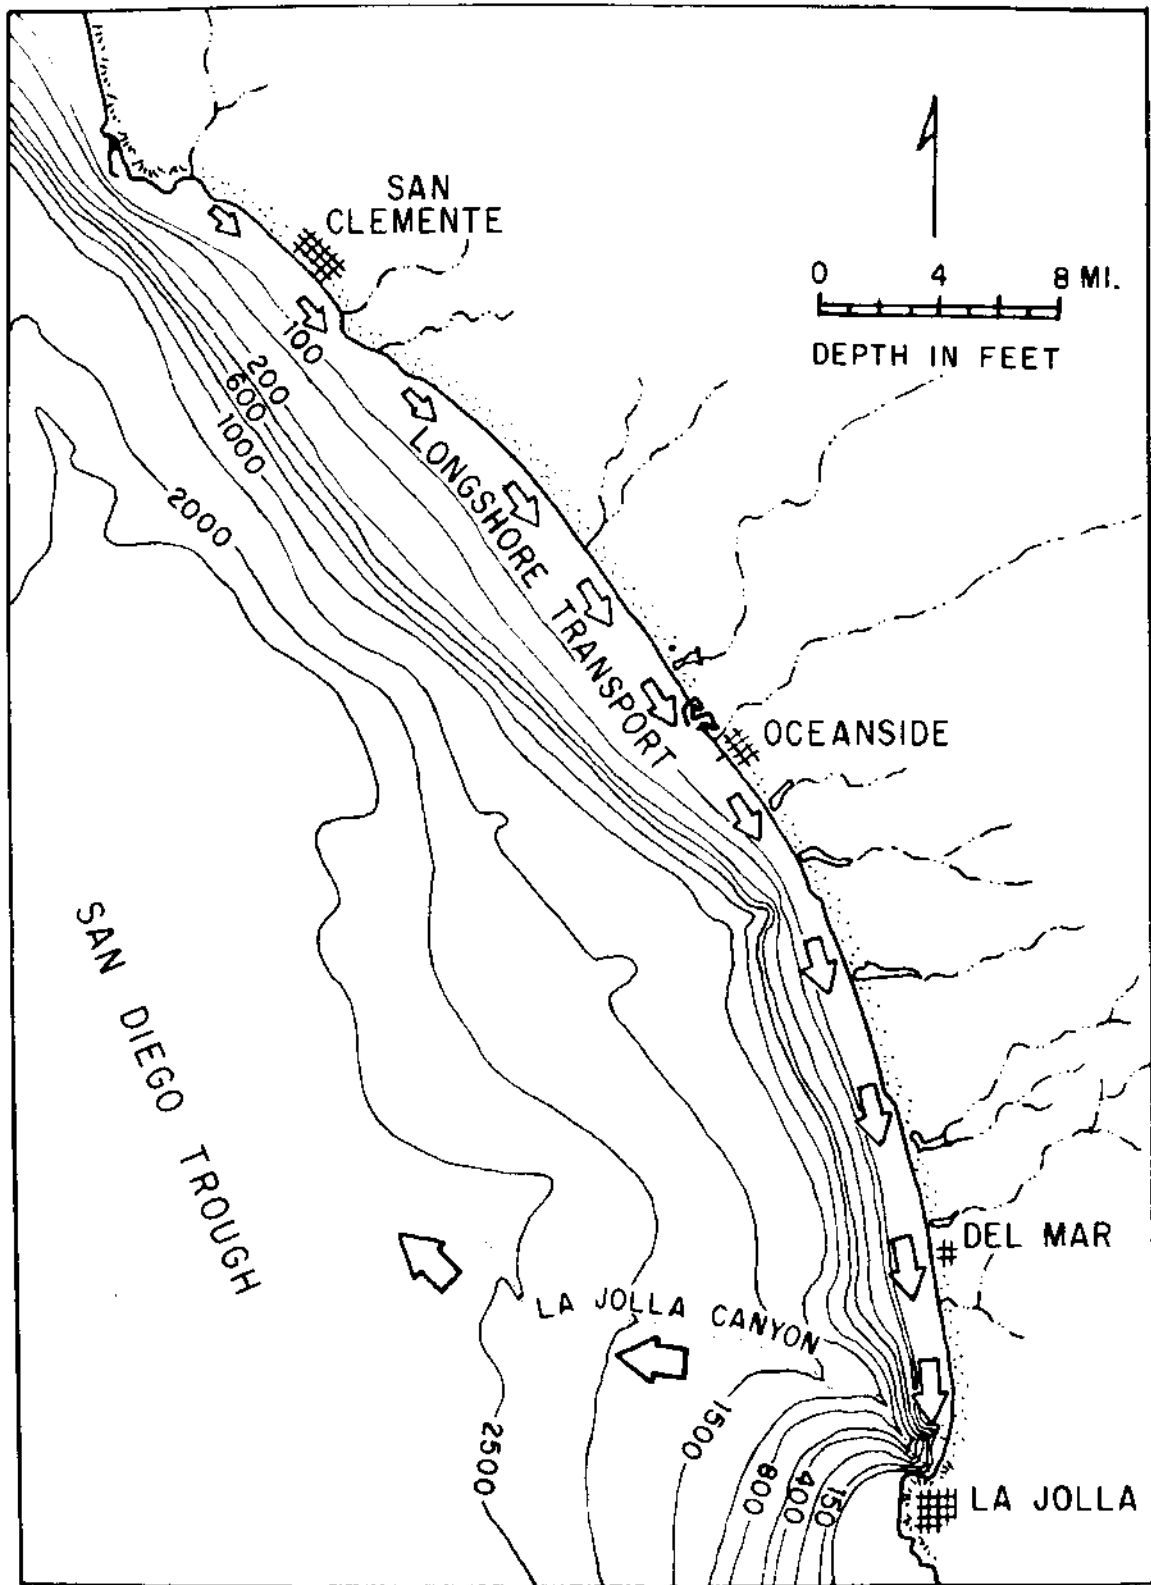 SAN
CLEMENTE
0 4 8 MI.
DEPTH IN FEET
100
200
600
1000
2000
LONGSHORE TRANSPORT
OCEANSIDE
SAN DIEGO TROUGH
DEL MAR
LA JOLLA CANYON
2500
1500
800
400
150
LA JOLLA